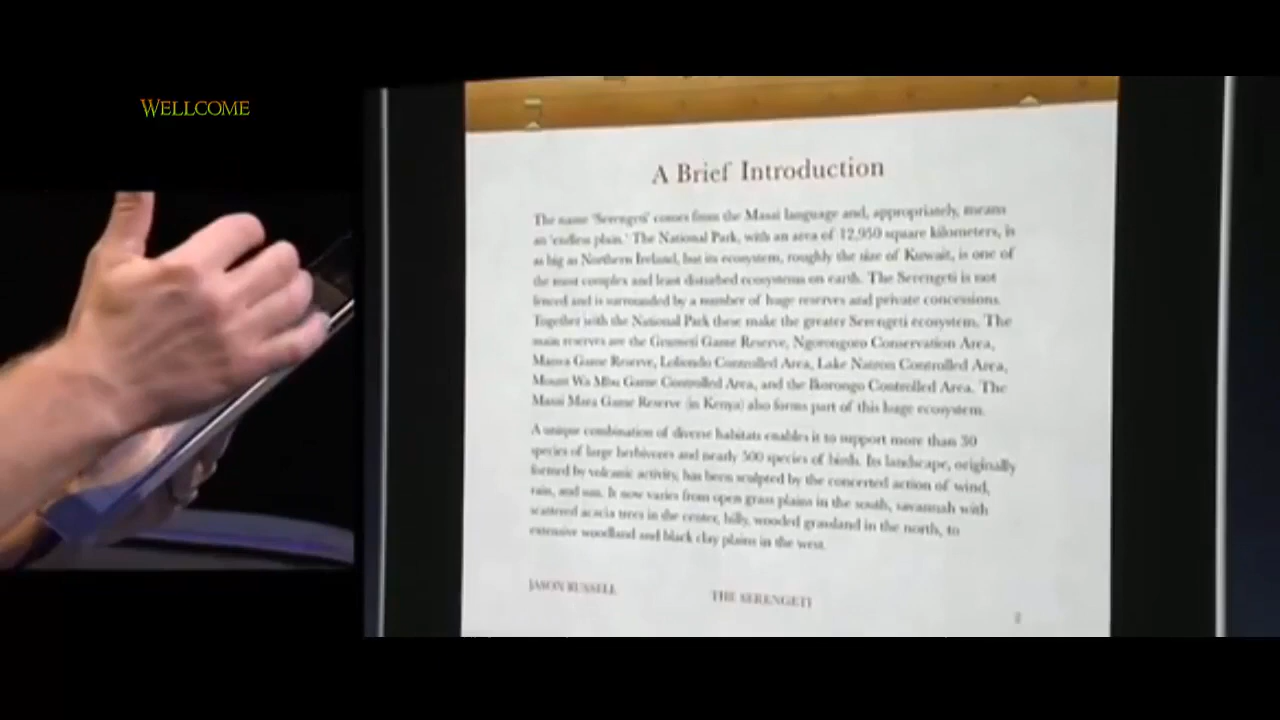 WELLCOME
A Brief Introduction
The name 'Serengeti' comes from the Masai language and, appropriately, means
an 'endless plain.' The National Park, with an area of 12,950 square kilometers, is
as big as Northern Ireland, but its ecosystem, roughly the size of Kuwait, is one of
the most complex and least disturbed ecosystems on earth. The Serengeti is not
fenced and is surrounded by a number of huge reserves and private concessions.
Together with the National Park these make the greater Serengeti ecosystem. The
main reserves are the Grumeti Game Reserve, Ngorongoro Conservation Area,
Maswa Game Reserve, Loliondo Controlled Area, Lake Natron Controlled Area,
Mount Wa Mbu Game Controlled Area, and the Ikorongo Controlled Area. The
Masai Mara Game Reserve (in Kenya) also forms part of this huge ecosystem.
A unique combination of diverse habitats enables it to support more than 30
species of large herbivores and nearly 500 species of birds. Its landscape, originally
formed by volcanic activity, has been sculpted by the concerted action of wind,
rain, and sun. It now varies from open grass plains in the south, savannah with
scattered acacia trees in the center, hilly, wooded grassland in the north, to
extensive woodland and black clay plains in the west.
JASON RUSSELL
THE SERENGETI